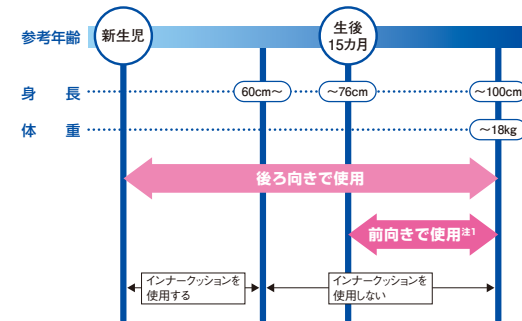 参考年齢
新生児
生後
15カ月
身長
60cm～
～76cm
～100cm
体重
～18kg
後ろ向きで使用
前向きで使用注1
インナークッションを
使用する
インナークッションを
使用しない